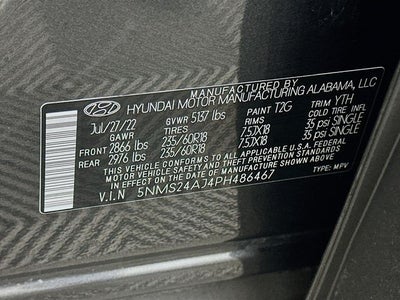 MANUFACTURED BY
HYUNDAI MOTOR MANUFACTURING ALABAMA, LLC
Jul/27/22 GVWR 5137 lbs PAINT T2G TRIM YTH
GAWR TIRES RIMS COLD TIRE INFL
FRONT 2866 lbs 235/60R18 7.5JX18 35 psi SINGLE
REAR 2976 lbs 235/60R18 7.5JX18 35 psi SINGLE
THIS VEHICLE CONFORMS TO ALL APPLICABLE U.S.A. FEDERAL
MOTOR VEHICLE SAFETY AND THEFT PREVENTION STANDARDS
IN EFFECT ON THE DATE OF MANUFACTURE SHOWN ABOVE.
V.I.N 5NMS24AJ4PH486467 TYPE: MPV